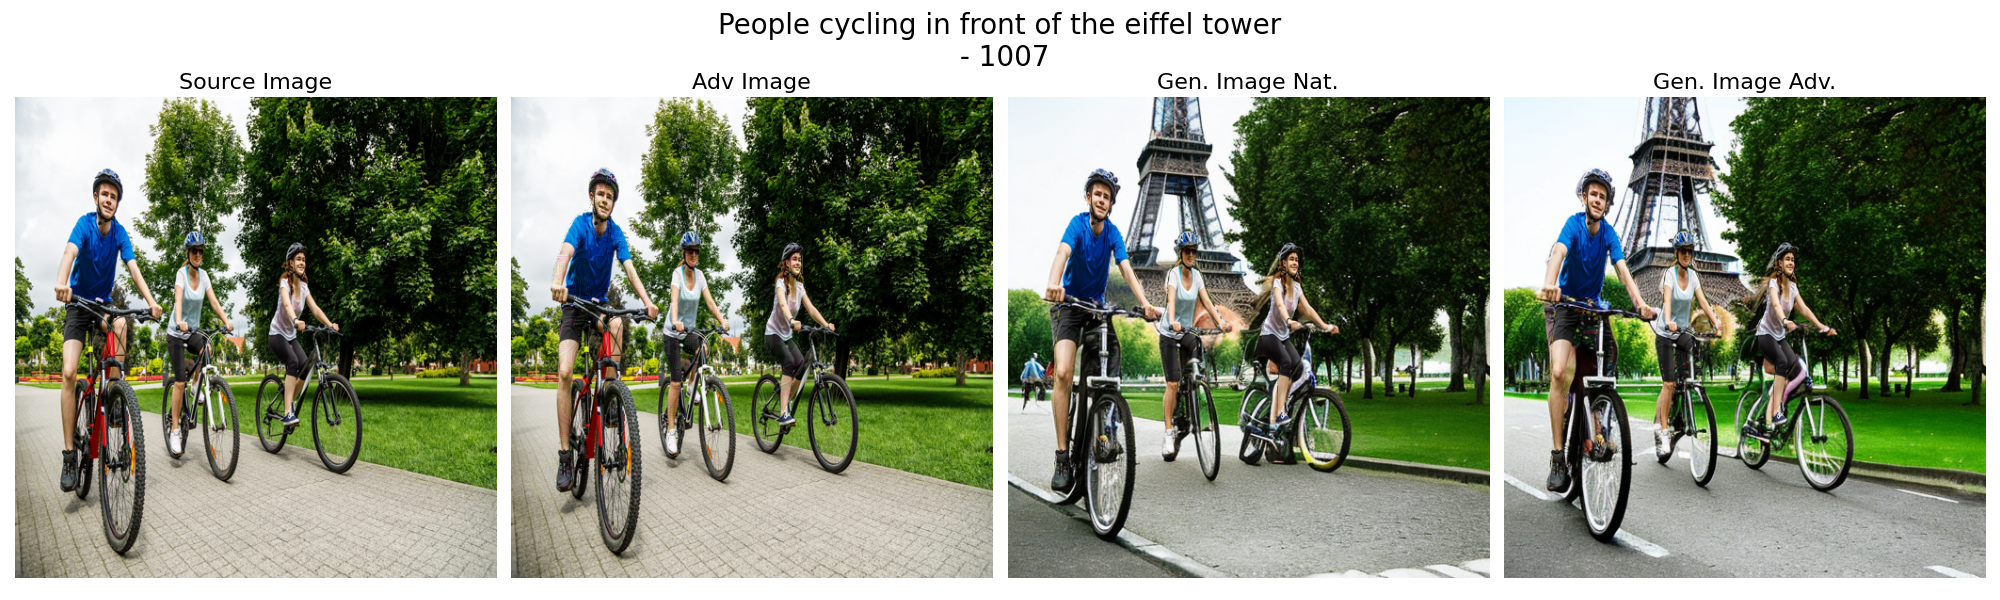 People cycling in front of the eiffel tower
- 1007
Source Image
Adv Image
Gen. Image Nat.
Gen. Image Adv.